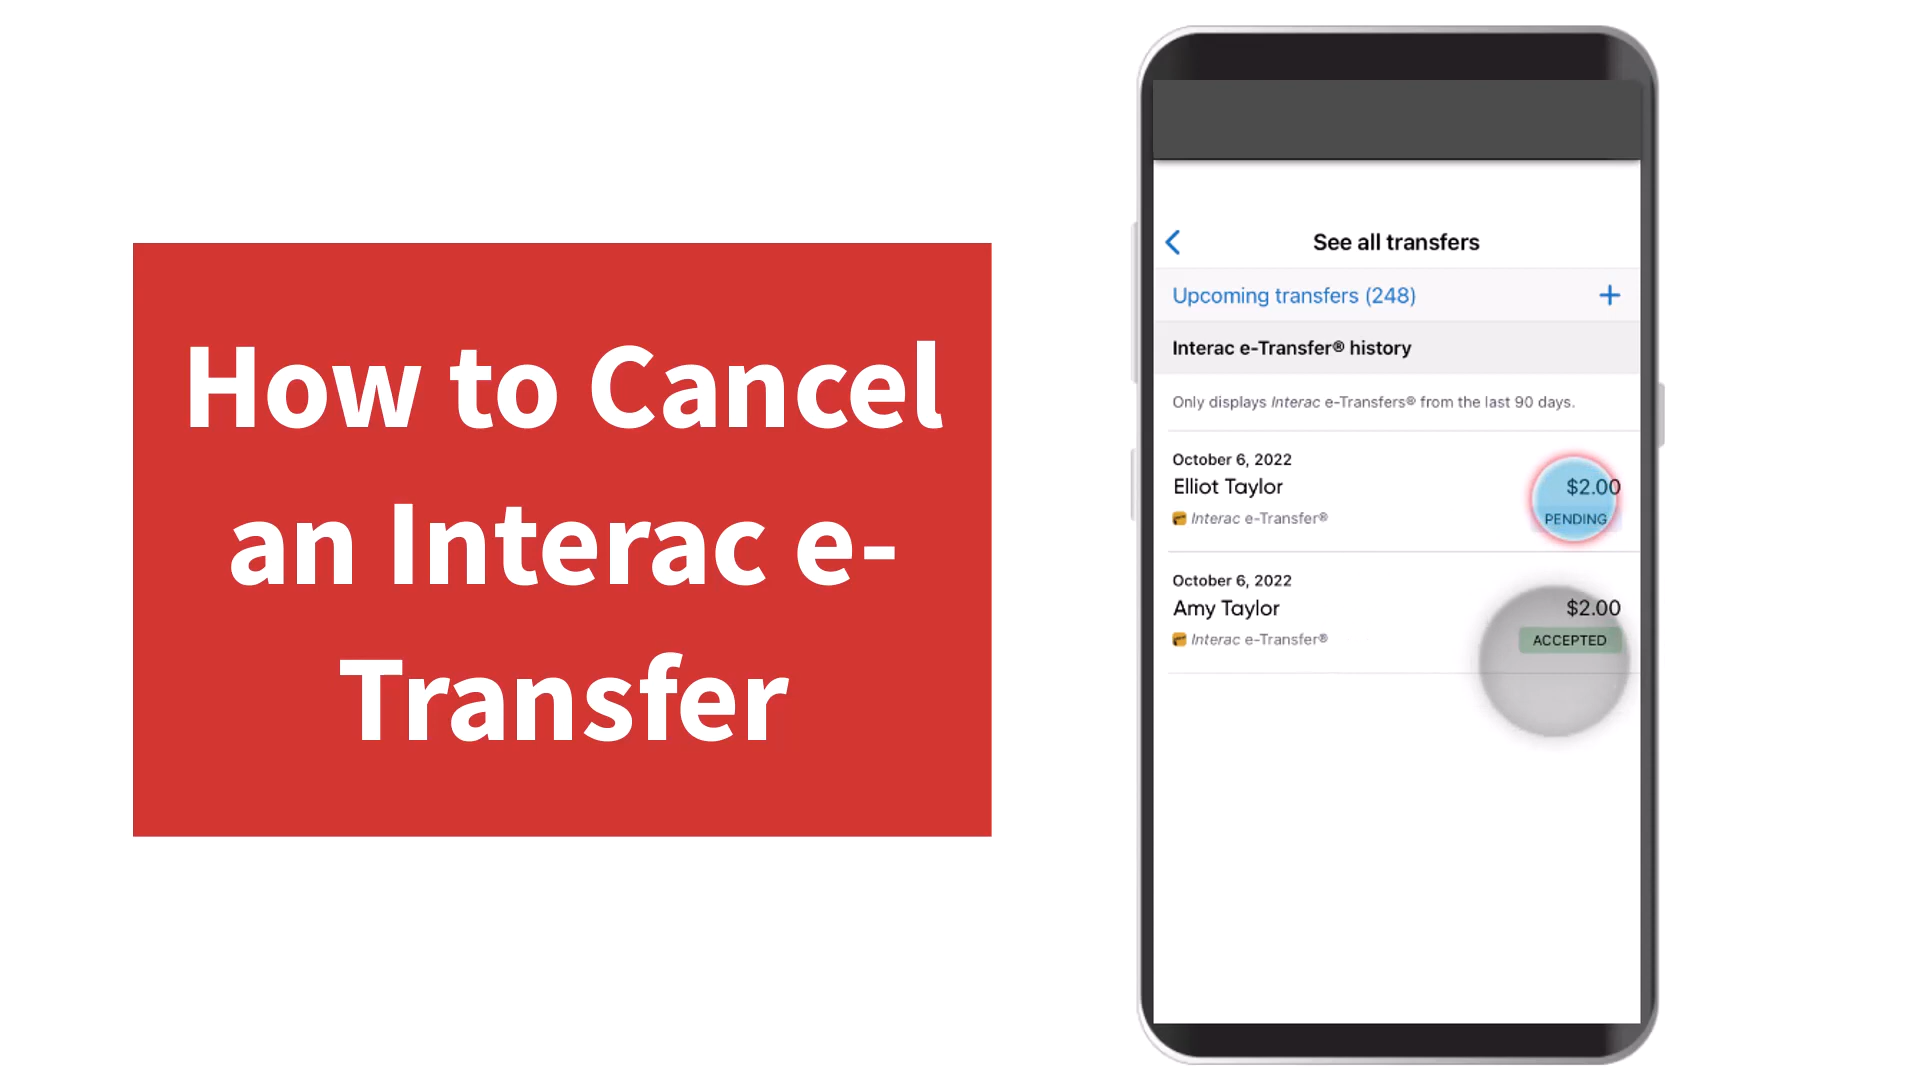 How to Cancel
an Interac e-
Transfer
See all transfers
Upcoming transfers (248)
Interac e-Transfer® history
Only displays Interac e-Transfers® from the last 90 days.
October 6, 2022
Elliot Taylor
$2.00
Interac e-Transfer®
PENDING
October 6, 2022
Amy Taylor
$2.00
Interac e-Transfer®
ACCEPTED